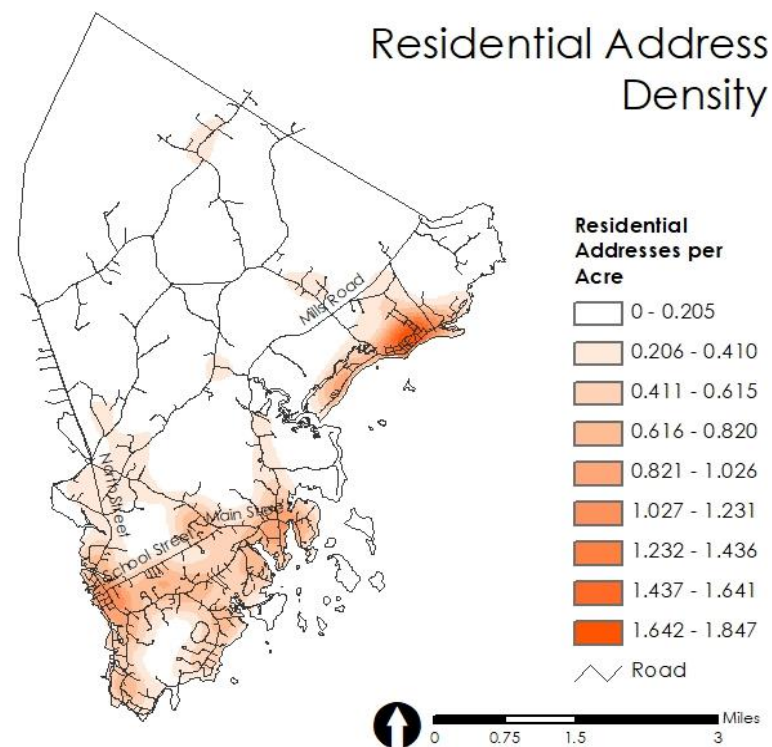 Residential Address
Density
Mills Road
North Street
Main Street
School Street
Residential
Addresses per
Acre
0 - 0.205
0.206 - 0.410
0.411 - 0.615
0.616 - 0.820
0.821 - 1.026
1.027 - 1.231
1.232 - 1.436
1.437 - 1.641
1.642 - 1.847
Road
Miles
0 0.75 1.5 3